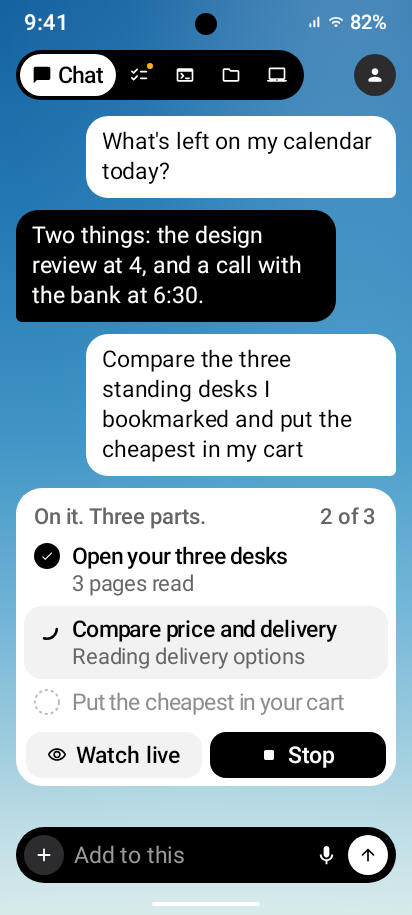 9:41
82%
Chat
What's left on my calendar
today?
Two things: the design
review at 4, and a call with
the bank at 6:30.
Compare the three
standing desks I
bookmarked and put the
cheapest in my cart
On it. Three parts.
2 of 3
Open your three desks
3 pages read
Compare price and delivery
Reading delivery options
Put the cheapest in your cart
Watch live
Stop
Add to this